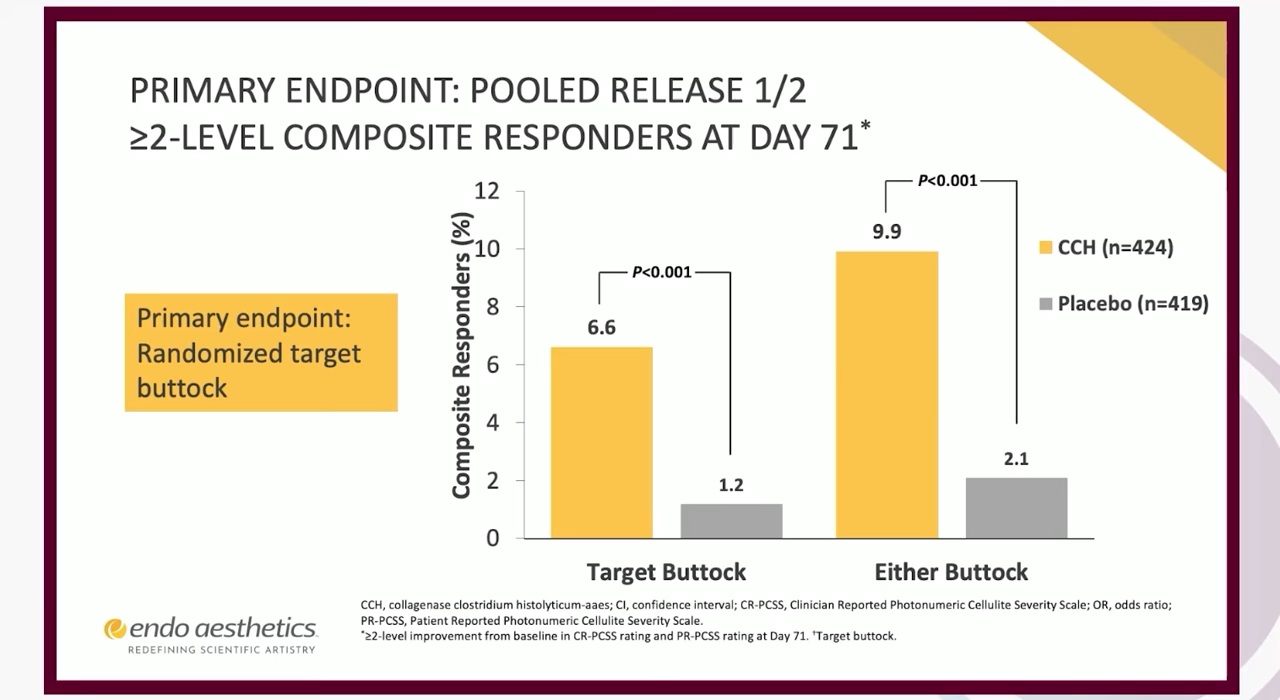 PRIMARY ENDPOINT: POOLED RELEASE 1/2
≥2-LEVEL COMPOSITE RESPONDERS AT DAY 71*
Primary endpoint:
Randomized target
buttock
Composite Responders (%)
12
10
8
6
4
2
0
P<0.001
6.6
1.2
P<0.001
9.9
2.1
Target Buttock
Either Buttock
CCH (n=424)
Placebo (n=419)
CCH, collagenase clostridium histolyticum-aaes; CI, confidence interval; CR-PCSS, Clinician Reported Photonumeric Cellulite Severity Scale; OR, odds ratio;
PR-PCSS, Patient Reported Photonumeric Cellulite Severity Scale.
*≥2-level improvement from baseline in CR-PCSS rating and PR-PCSS rating at Day 71. †Target buttock.
endo aesthetics
REDEFINING SCIENTIFIC ARTISTRY